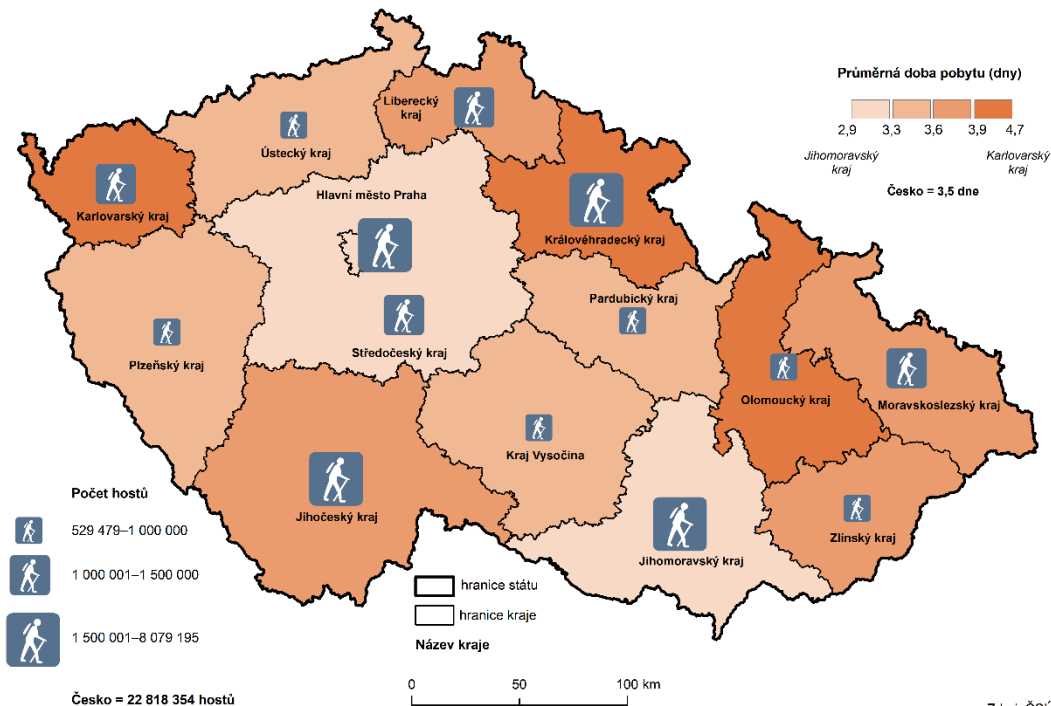 Průměrná doba pobytu (dny)
2,9 3,3 3,6 3,9 4,7
Jihomoravský
kraj
Karlovarský
kraj
Česko = 3,5 dne
Liberecký
kraj
Ústecký kraj
Karlovarský kraj
Hlavní město Praha
Královéhradecký kraj
Pardubický kraj
Středočeský kraj
Plzeňský kraj
Olomoucký kraj
Moravskoslezský kraj
Kraj Vysočina
Jihočeský kraj
Jihomoravský kraj
Zlínský kraj
Počet hostů
529 479–1 000 000
1 000 001–1 500 000
1 500 001–8 079 195
Česko = 22 818 354 hostů
hranice státu
hranice kraje
Název kraje
0 50 100 km